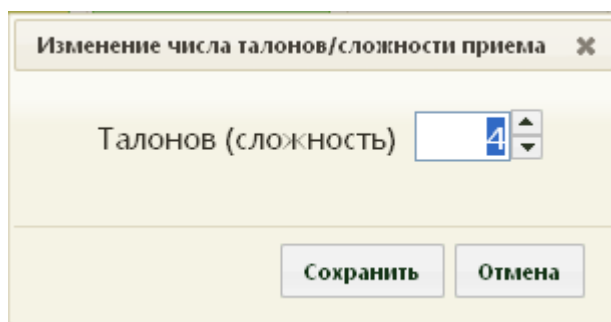 Изменение числа талонов/сложности приема
Талонов (сложность) 4
Сохранить Отмена